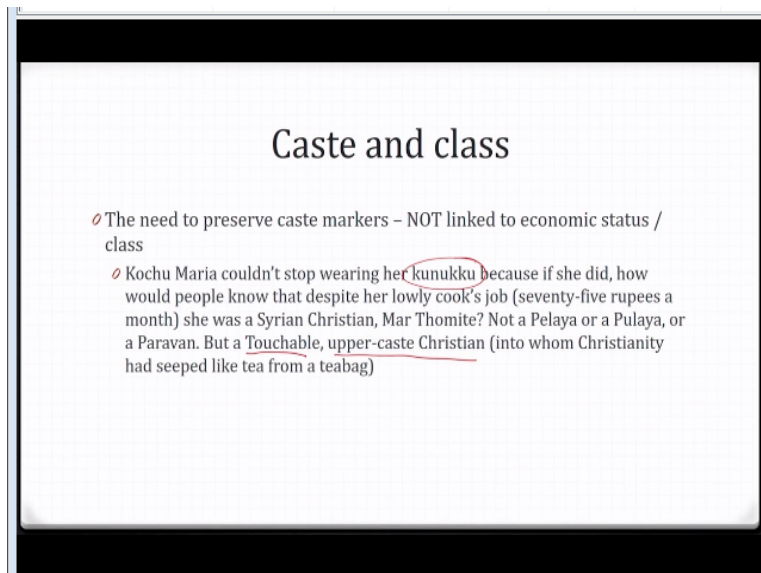 Caste and class
The need to preserve caste markers – NOT linked to economic status /
class
Kochu Maria couldn't stop wearing her kunukku because if she did, how
would people know that despite her lowly cook's job (seventy-five rupees a
month) she was a Syrian Christian, Mar Thomite? Not a Pelaya or a Pulaya, or
a Paravan. But a Touchable, upper-caste Christian (into whom Christianity
had seeped like tea from a teabag)